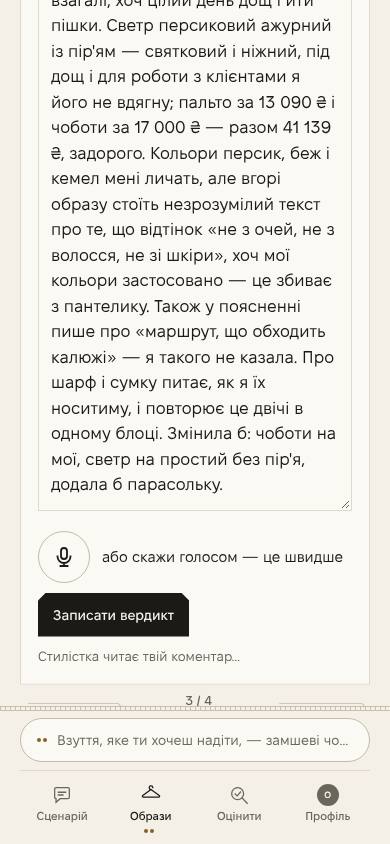 взагалі, хоч цілий день дощ і йти
пішки. Светр персиковий ажурний
із пір'ям — святковий і ніжний, під
дощ і для роботи з клієнтами я
його не вдягну; пальто за 13 090 ₴ і
чоботи за 17 000 ₴ — разом 41 139
₴, задорого. Кольори персик, беж і
кемел мені личать, але вгорі
образу стоїть незрозумілий текст
про те, що відтінок «не з очей, не з
волосся, не зі шкіри», хоч мої
кольори застосовано — це збиває
з пантелику. Також у поясненні
пише про «маршрут, що обходить
калюжі» — я такого не казала. Про
шарф і сумку питає, як я їх
носитиму, і повторює це двічі в
одному блоці. Змінила б: чоботи на
мої, светр на простий без пір'я,
додала б парасольку.
або скажи голосом — це швидше
Записати вердикт
Стилістка читає твій коментар...
3 / 4
Взуття, яке ти хочеш надіти, — замшеві чо...
Сценарій
Образи
Оцінити
О
Профіль